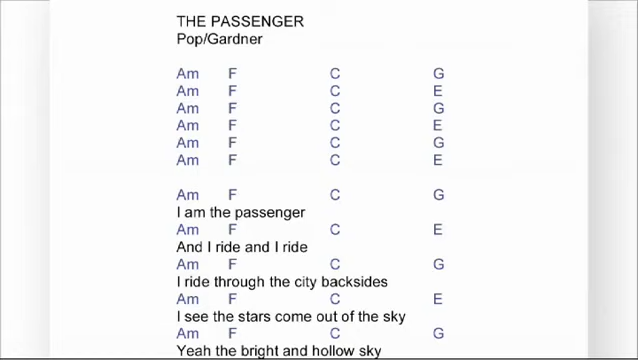 THE PASSENGER
Pop/Gardner
Am F C G
Am F C E
Am F C G
Am F C E
Am F C G
Am F C E
Am F C G
I am the passenger
Am F C E
And I ride and I ride
Am F C G
I ride through the city backsides
Am F C E
I see the stars come out of the sky
Am F C G
Yeah the bright and hollow sky